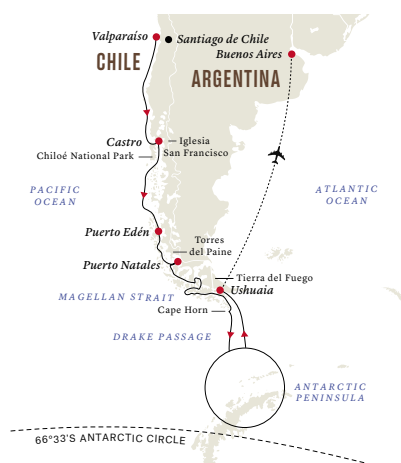 Valparaíso
Santiago de Chile
Buenos Aires
CHILE
ARGENTINA
Castro
Iglesia
San Francisco
Chiloé National Park
PACIFIC
OCEAN
ATLANTIC
OCEAN
Puerto Edén
Torres
del Paine
Puerto Natales
Tierra del Fuego
Ushuaia
MAGELLAN STRAIT
Cape Horn
DRAKE PASSAGE
ANTARCTIC
PENINSULA
66°33'S ANTARCTIC CIRCLE